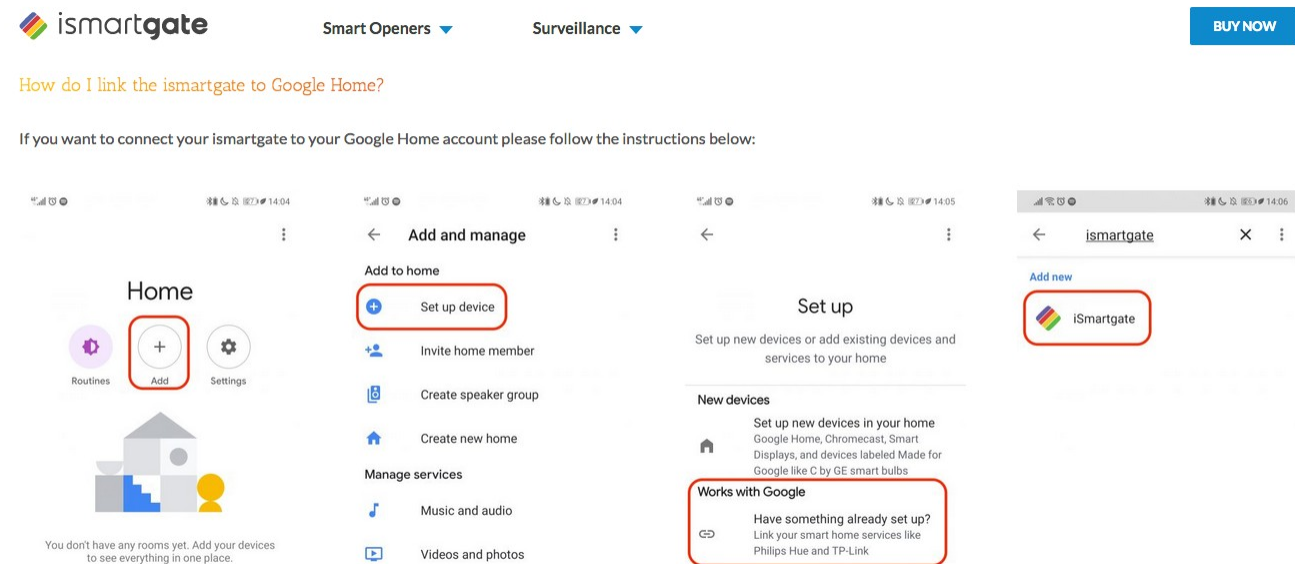 ismartgate
Smart Openers
Surveillance
BUY NOW
How do I link the ismartgate to Google Home?
If you want to connect your ismartgate to your Google Home account please follow the instructions below:
14:04
Home
Routines
Add
Settings
You don't have any rooms yet. Add your devices
to see everything in one place.
14:04
Add and manage
Add to home
Set up device
Invite home member
Create speaker group
Create new home
Manage services
Music and audio
Videos and photos
14:05
Set up
Set up new devices or add existing devices and
services to your home
New devices
Set up new devices in your home
Google Home, Chromecast, Smart
Displays, and devices labeled Made for
Google like C by GE smart bulbs
Works with Google
Have something already set up?
Link your smart home services like
Philips Hue and TP-Link
14:06
ismartgate
Add new
iSmartgate